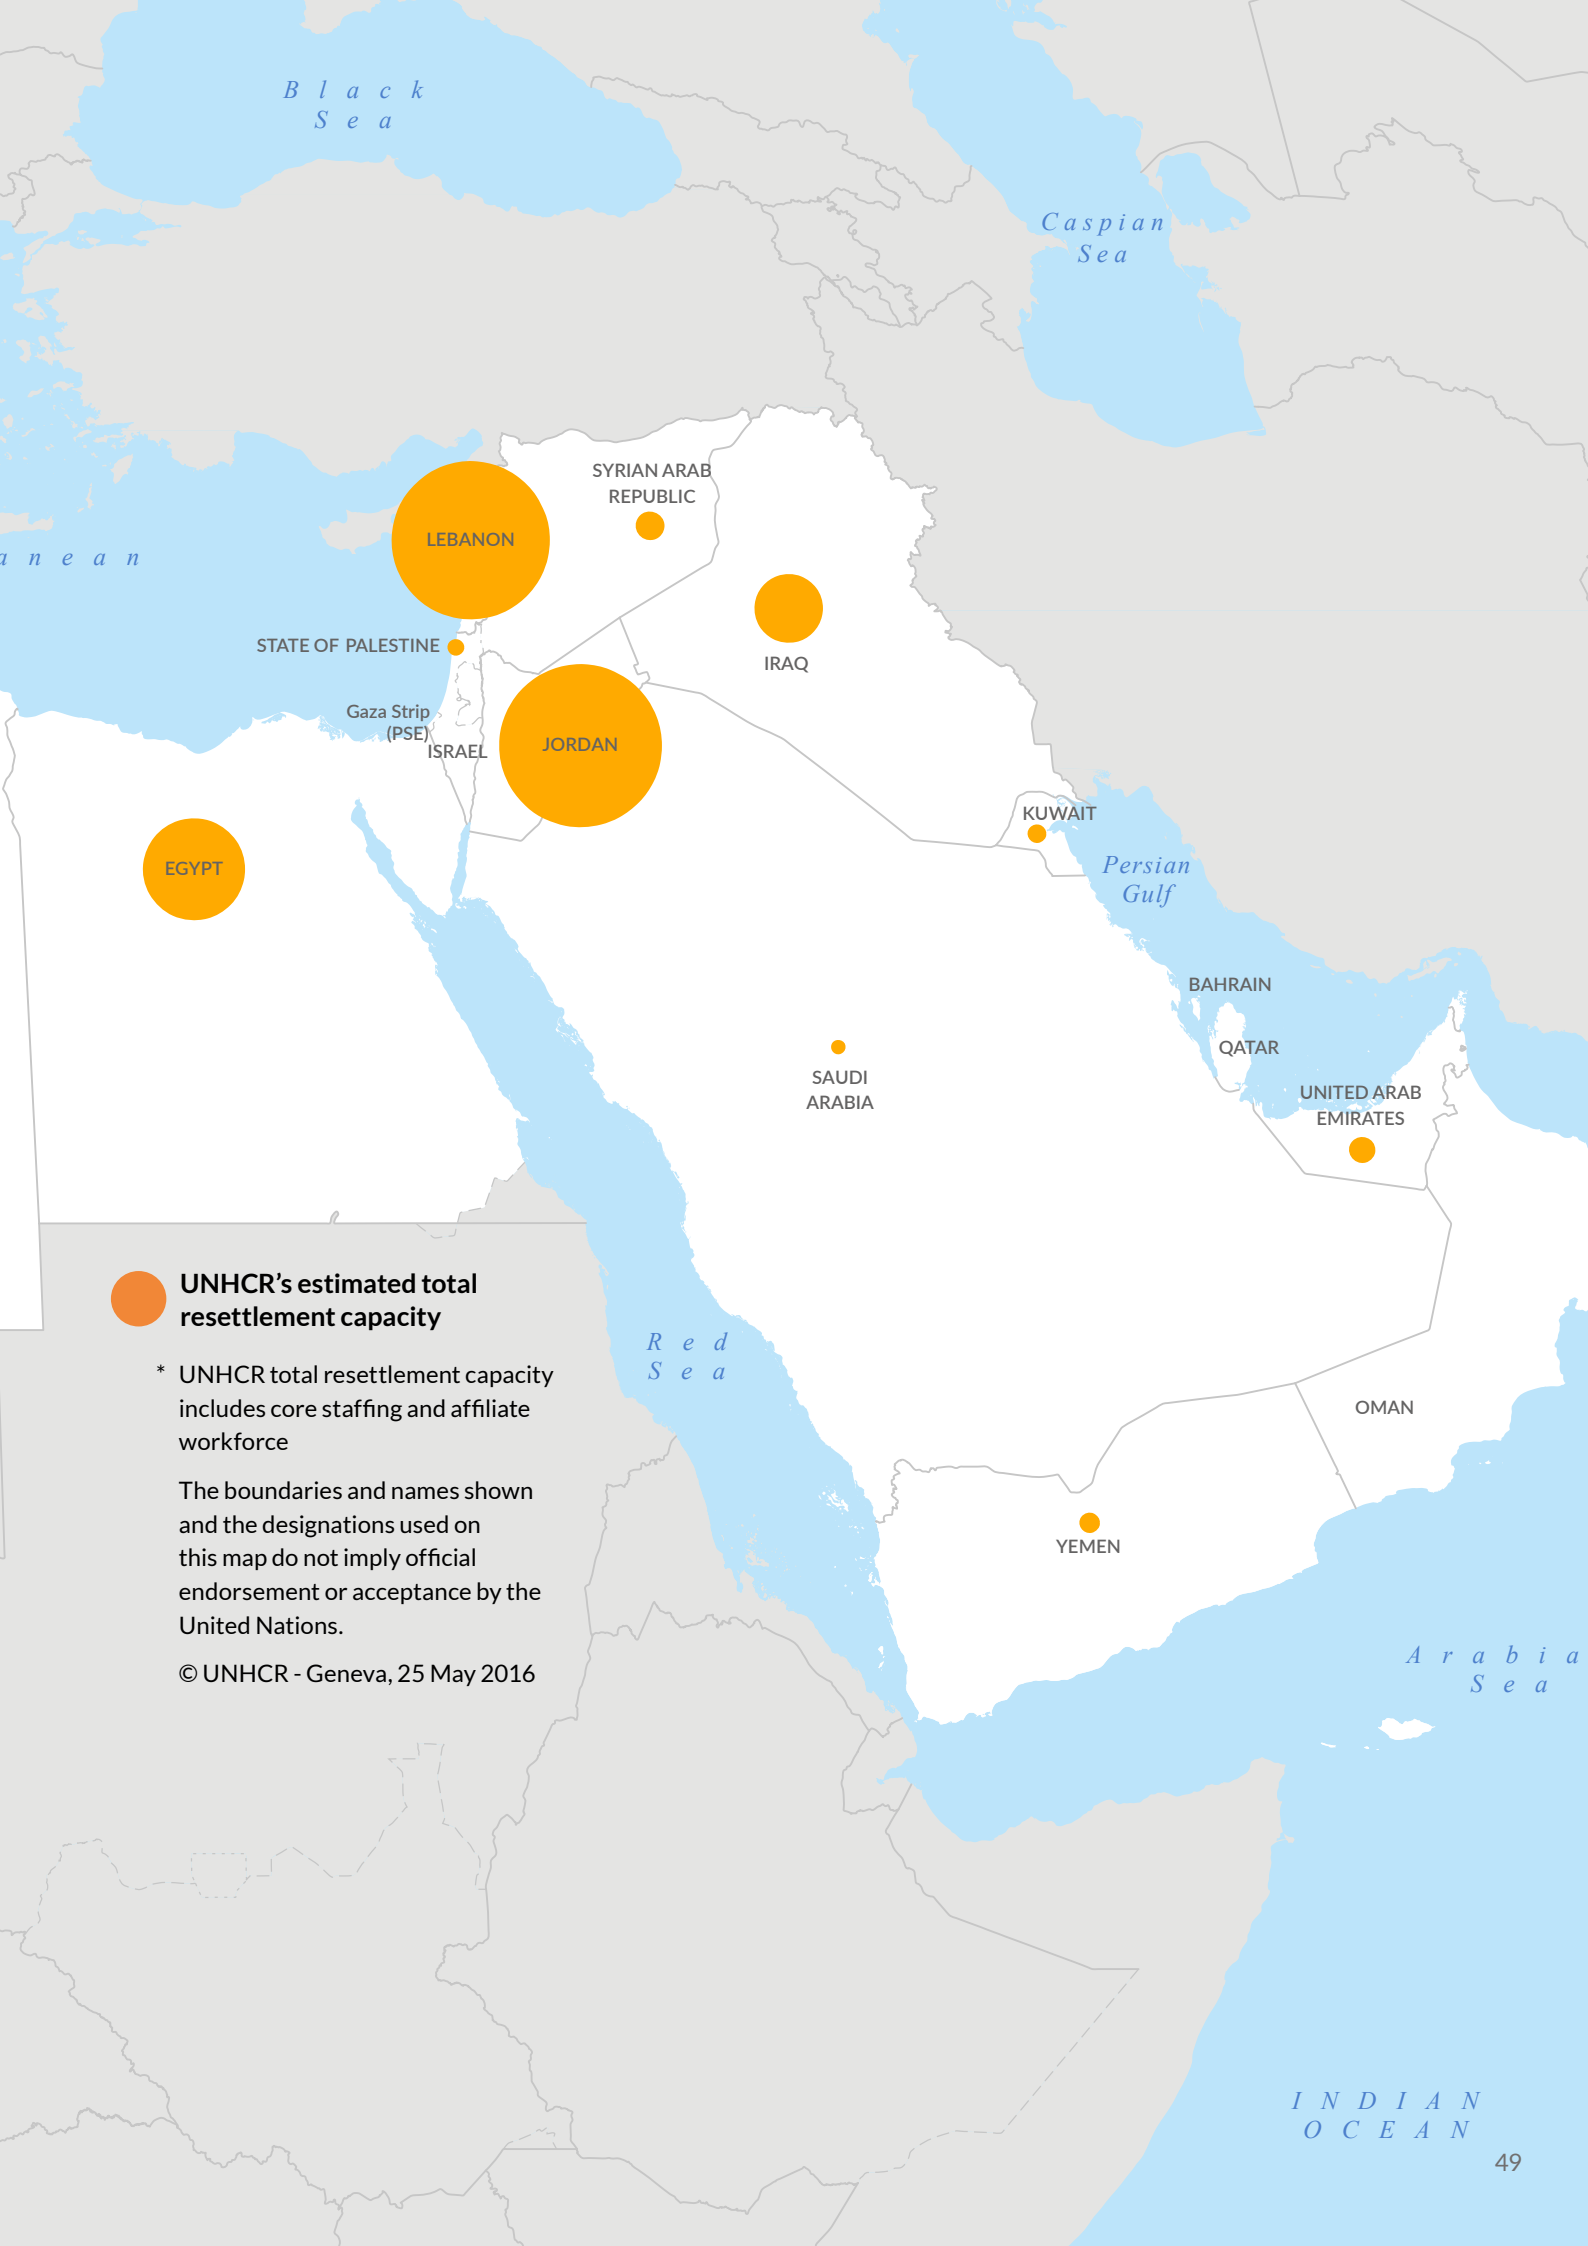 B l a c k
S e a
Caspian
Sea
SYRIAN ARAB
REPUBLIC
LEBANON
a n e a n
STATE OF PALESTINE
IRAQ
Gaza Strip
(PSE)
ISRAEL
JORDAN
KUWAIT
EGYPT
Persian
Gulf
BAHRAIN
QATAR
SAUDI
ARABIA
UNITED ARAB
EMIRATES
UNHCR’s estimated total
resettlement capacity
* UNHCR total resettlement capacity
includes core staffing and affiliate
workforce
The boundaries and names shown
and the designations used on
this map do not imply official
endorsement or acceptance by the
United Nations.
© UNHCR - Geneva, 25 May 2016
R e d
S e a
OMAN
YEMEN
A r a b i a
S e a
I N D I A N
O C E A N
49